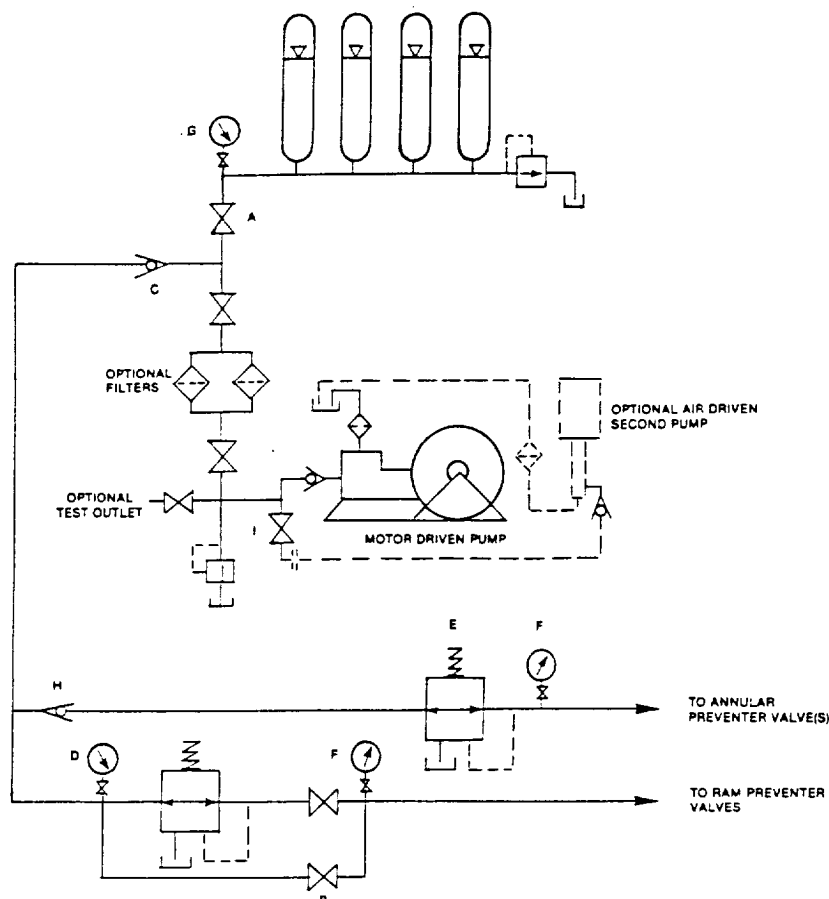 G
A
C
OPTIONAL
FILTERS
OPTIONAL AIR DRIVEN
SECOND PUMP
OPTIONAL
TEST OUTLET
I
MOTOR DRIVEN PUMP
E
F
H
TO ANNULAR
PREVENTER VALVE(S)
D
F
TO RAM PREVENTER
VALVES